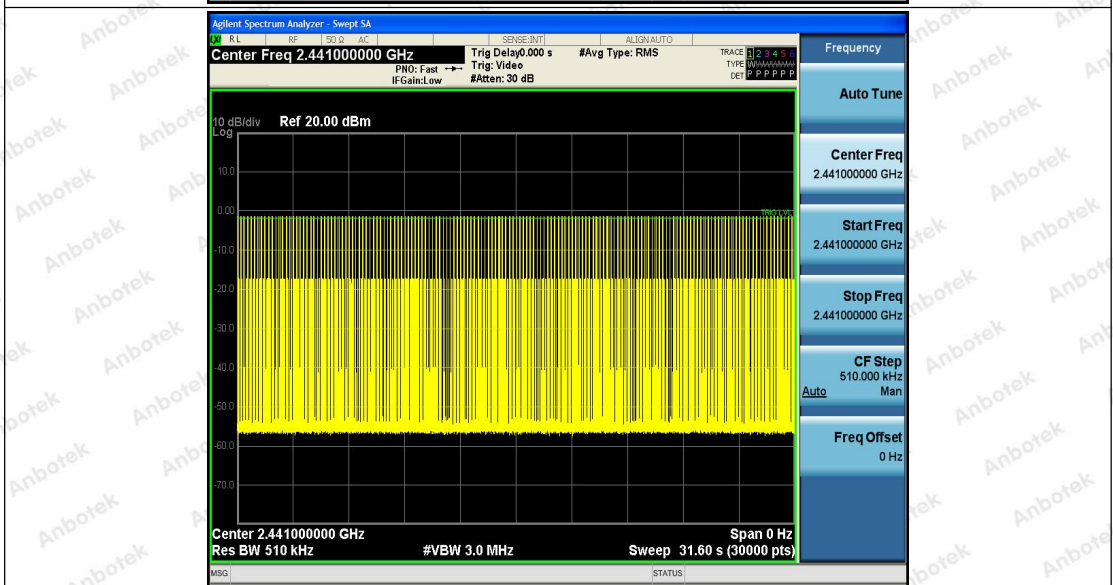 Agilent Spectrum Analyzer - Swept SA
RL RF 50 Ω AC SENSE:INT ALIGN AUTO
Center Freq 2.441000000 GHz
PNO: Fast
IFGain:Low
Trig Delay0.000 s
Trig: Video
#Atten: 30 dB
#Avg Type: RMS
TRACE 1 2 3 4 5 6
TYPE
DET P P P P P P
10 dB/div Ref 20.00 dBm
Log
10.0
0.00
TRIG LVL
-10.0
-20.0
-30.0
-40.0
-50.0
-60.0
-70.0
Center 2.441000000 GHz Span 0 Hz
Res BW 510 kHz #VBW 3.0 MHz Sweep 31.60 s (30000 pts)
MSG STATUS
Frequency
Auto Tune
Center Freq
2.441000000 GHz
Start Freq
2.441000000 GHz
Stop Freq
2.441000000 GHz
CF Step
510.000 kHz
Auto Man
Freq Offset
0 Hz
Anbotek